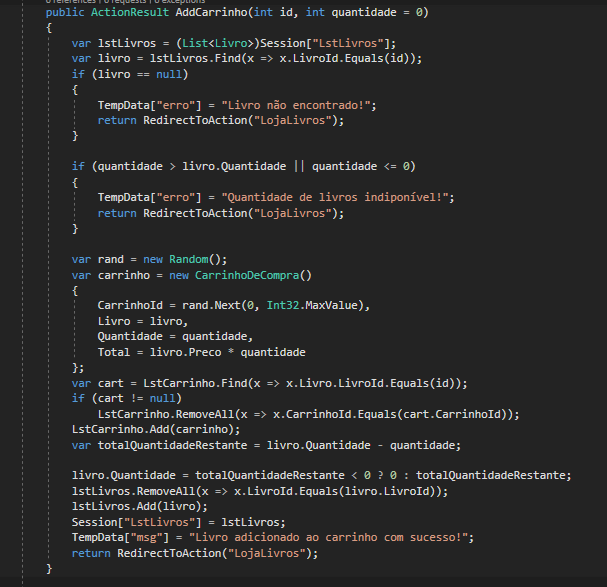 0 references | 0 requests | 0 exceptions
public ActionResult AddCarrinho(int id, int quantidade = 0)
{
var lstLivros = (List<Livro>)Session["LstLivros"];
var livro = lstLivros.Find(x => x.LivroId.Equals(id));
if (livro == null)
{
TempData["erro"] = "Livro não encontrado!";
return RedirectToAction("LojaLivros");
}
if (quantidade > livro.Quantidade || quantidade <= 0)
{
TempData["erro"] = "Quantidade de livros indiponível!";
return RedirectToAction("LojaLivros");
}
var rand = new Random();
var carrinho = new CarrinhoDeCompra()
{
CarrinhoId = rand.Next(0, Int32.MaxValue),
Livro = livro,
Quantidade = quantidade,
Total = livro.Preco * quantidade
};
var cart = LstCarrinho.Find(x => x.Livro.LivroId.Equals(id));
if (cart != null)
LstCarrinho.RemoveAll(x => x.CarrinhoId.Equals(cart.CarrinhoId));
LstCarrinho.Add(carrinho);
var totalQuantidadeRestante = livro.Quantidade - quantidade;
livro.Quantidade = totalQuantidadeRestante < 0 ? 0 : totalQuantidadeRestante;
lstLivros.RemoveAll(x => x.LivroId.Equals(livro.LivroId));
lstLivros.Add(livro);
Session["LstLivros"] = lstLivros;
TempData["msg"] = "Livro adicionado ao carrinho com sucesso!";
return RedirectToAction("LojaLivros");
}